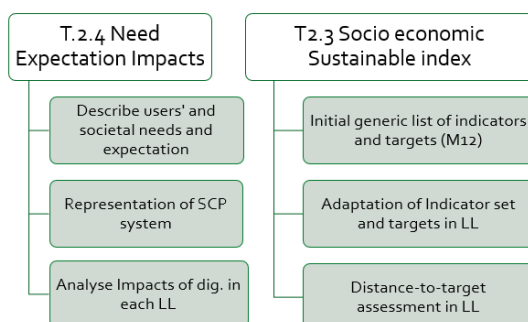 T.2.4 Need
Expectation Impacts
Describe users' and
societal needs and
expectation
Representation of SCP
system
Analyse Impacts of dig. in
each LL
T2.3 Socio economic
Sustainable index
Initial generic list of indicators
and targets (M12)
Adaptation of Indicator set
and targets in LL
Distance-to-target
assessment in LL